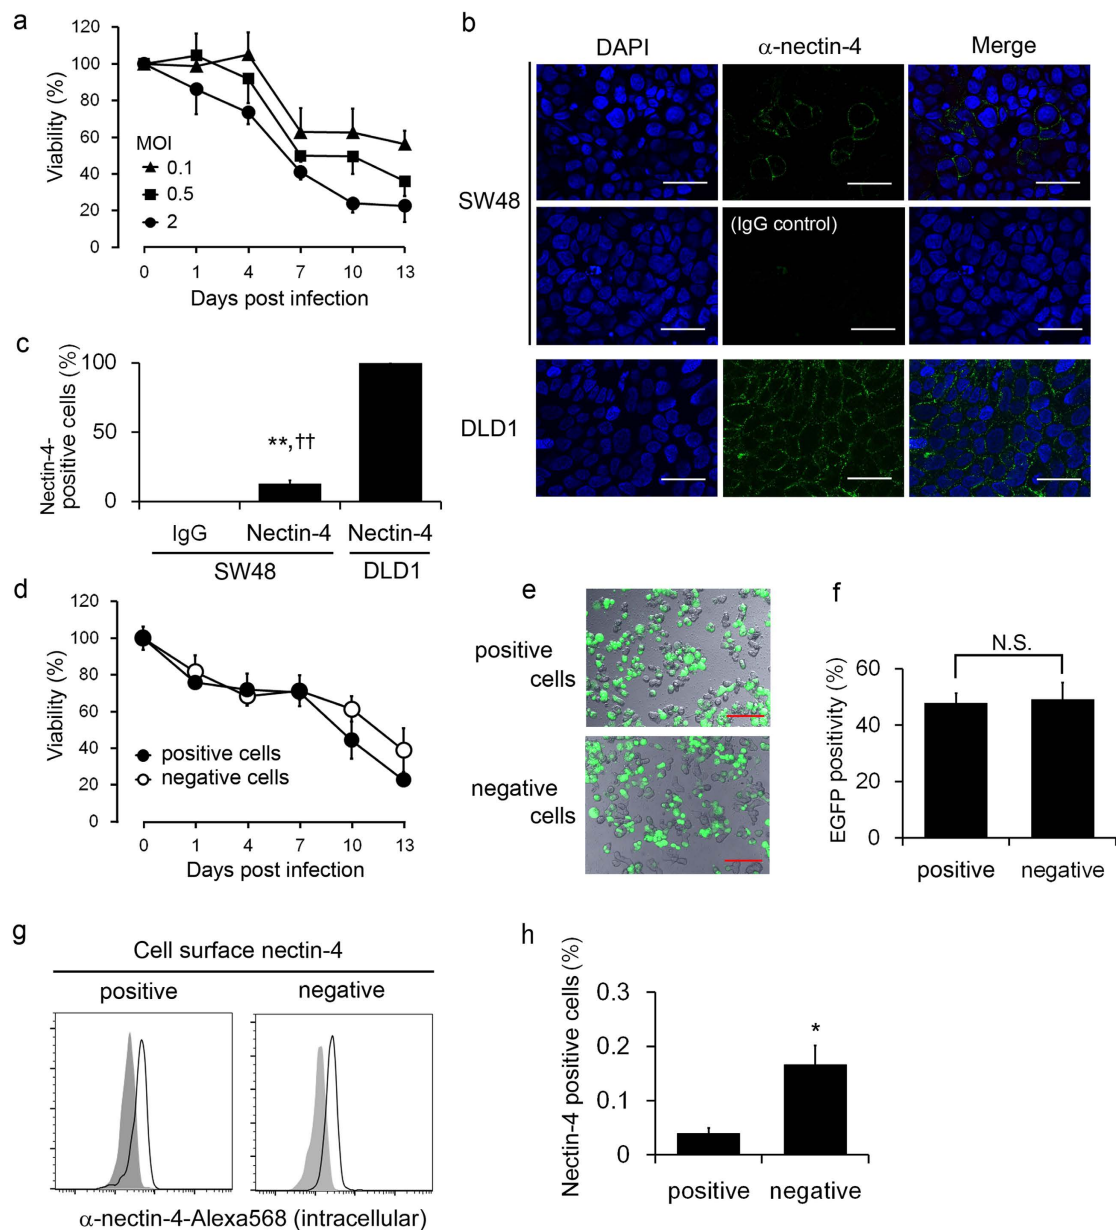 a
120
100
80
60
40
20
0
Viability (%)
MOI
0.1
0.5
2
0 1 4 7 10 13
Days post infection
b
DAPI α-nectin-4 Merge
SW48
(IgG control)
DLD1
c
Nectin-4-
positive cells (%)
100
50
0
**,††
IgG Nectin-4 Nectin-4
SW48 DLD1
d
120
100
80
60
40
20
0
Viability (%)
positive cells
negative cells
0 1 4 7 10 13
Days post infection
e
positive
cells
negative
cells
f
N.S.
60
40
20
0
EGFP positivity (%)
positive negative
g
Cell surface nectin-4
positive negative
α-nectin-4-Alexa568 (intracellular)
h
Nectin-4 positive cells (%)
0.3
0.2
0.1
0
*
positive negative